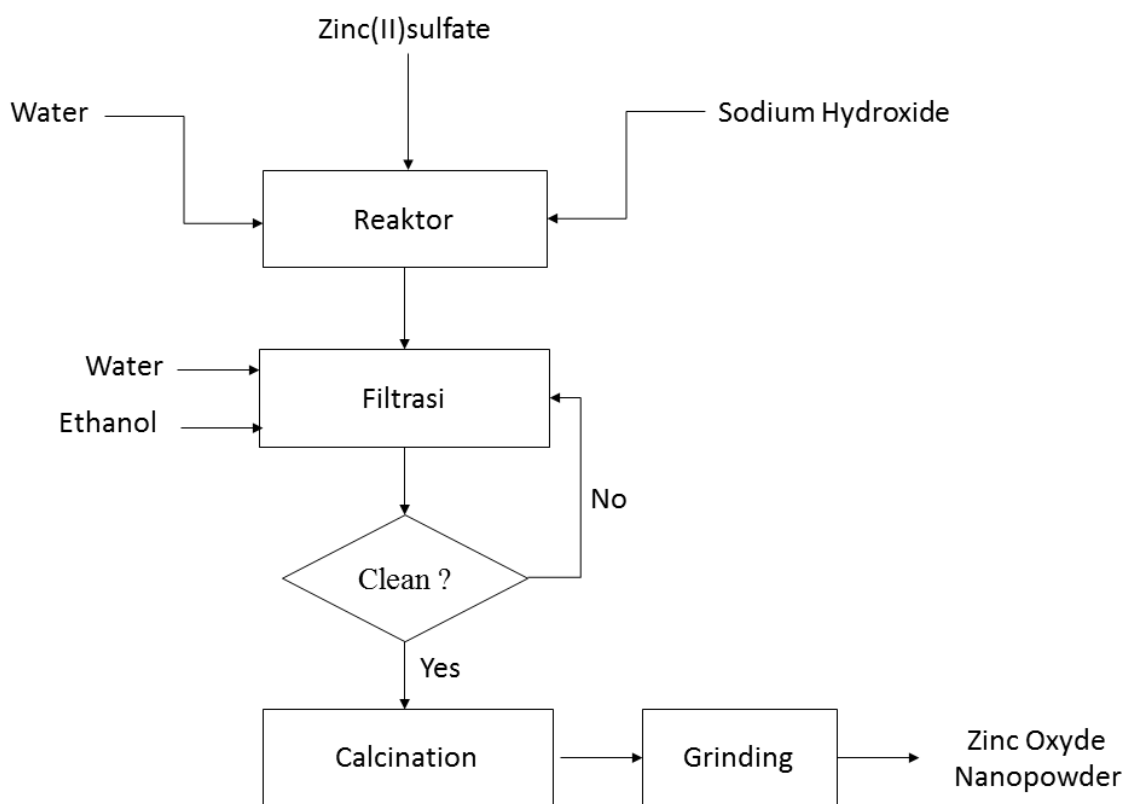 Zinc(II)sulfate
Water
Sodium Hydroxide
Reaktor
Water
Filtrasi
Ethanol
No
Clean ?
Yes
Calcination
Grinding
Zinc Oxyde
Nanopowder